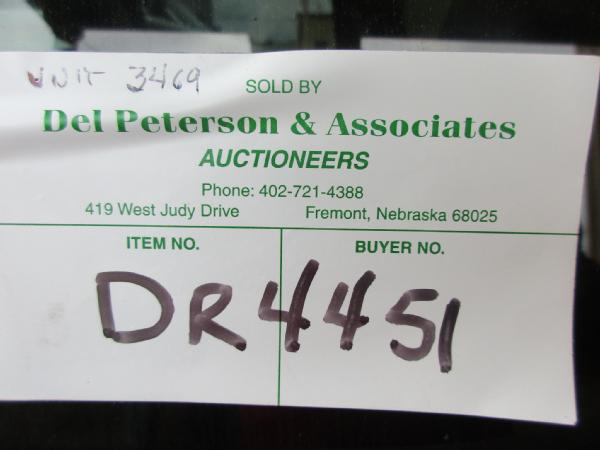 UNIT 3469
SOLD BY
Del Peterson & Associates
AUCTIONEERS
Phone: 402-721-4388
419 West Judy Drive Fremont, Nebraska 68025
ITEM NO. BUYER NO.
DR4451